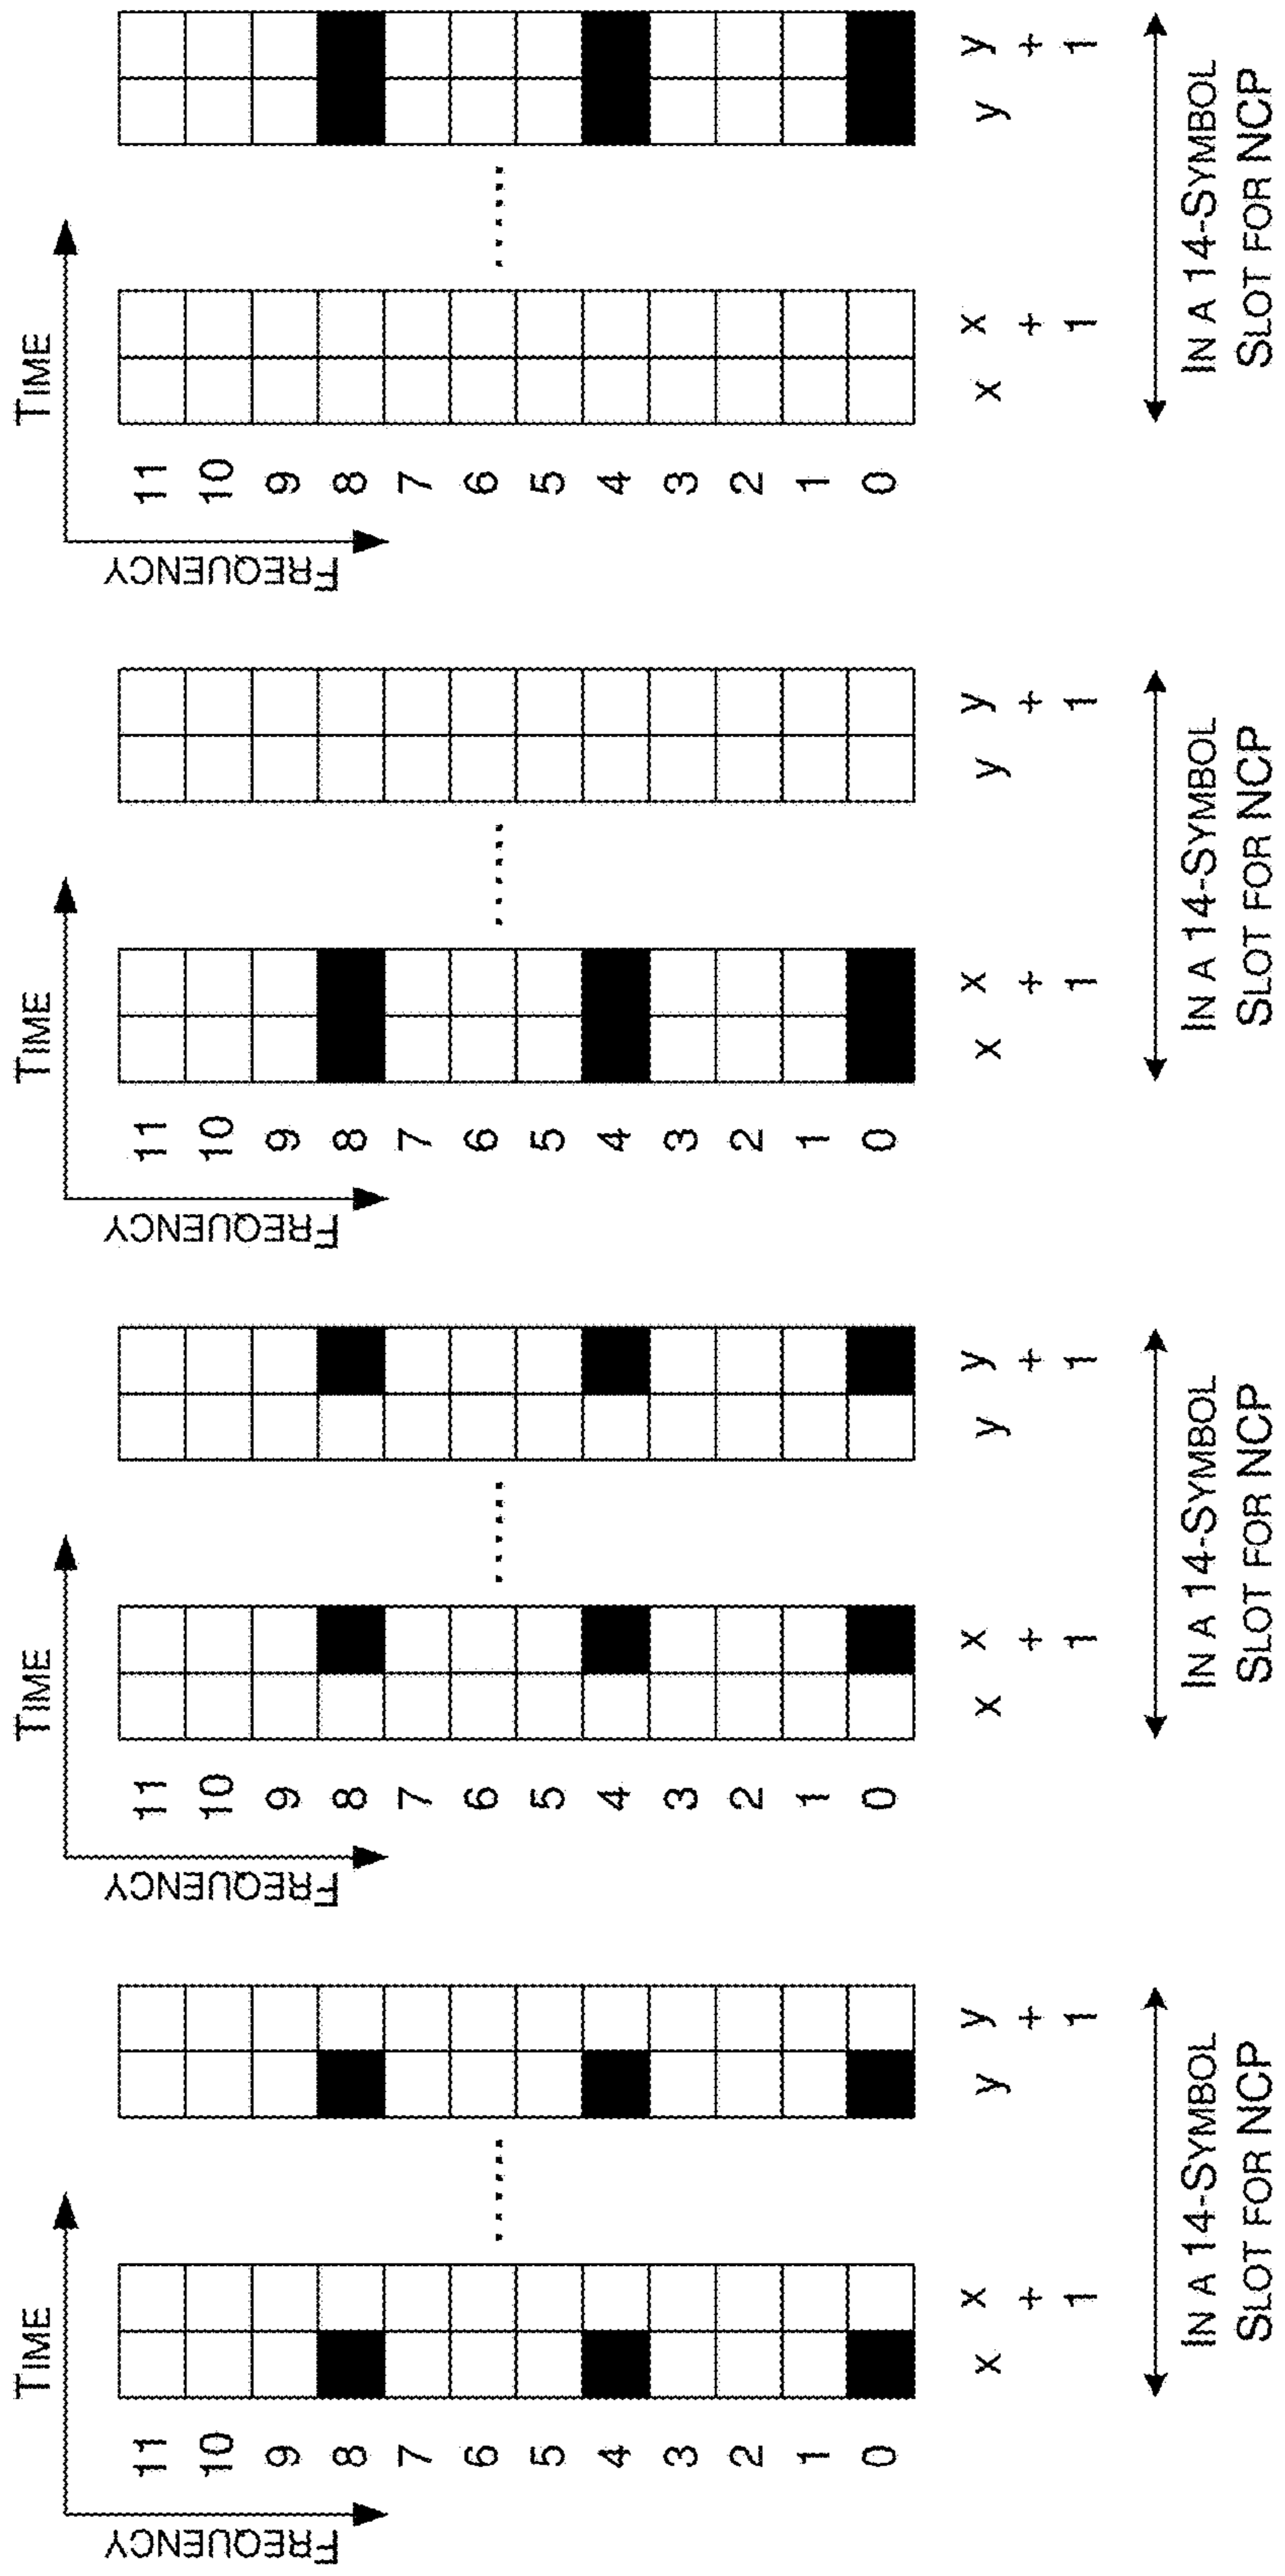 TIME
FREQUENCY
11
10
9
8
7
6
5
4
3
2
1
0
x x+1 y y+1
IN A 14-SYMBOL
SLOT FOR NCP
TIME
FREQUENCY
11
10
9
8
7
6
5
4
3
2
1
0
x x+1 y y+1
IN A 14-SYMBOL
SLOT FOR NCP
TIME
FREQUENCY
11
10
9
8
7
6
5
4
3
2
1
0
x x+1 y y+1
IN A 14-SYMBOL
SLOT FOR NCP
TIME
FREQUENCY
11
10
9
8
7
6
5
4
3
2
1
0
x x+1 y y+1
IN A 14-SYMBOL
SLOT FOR NCP